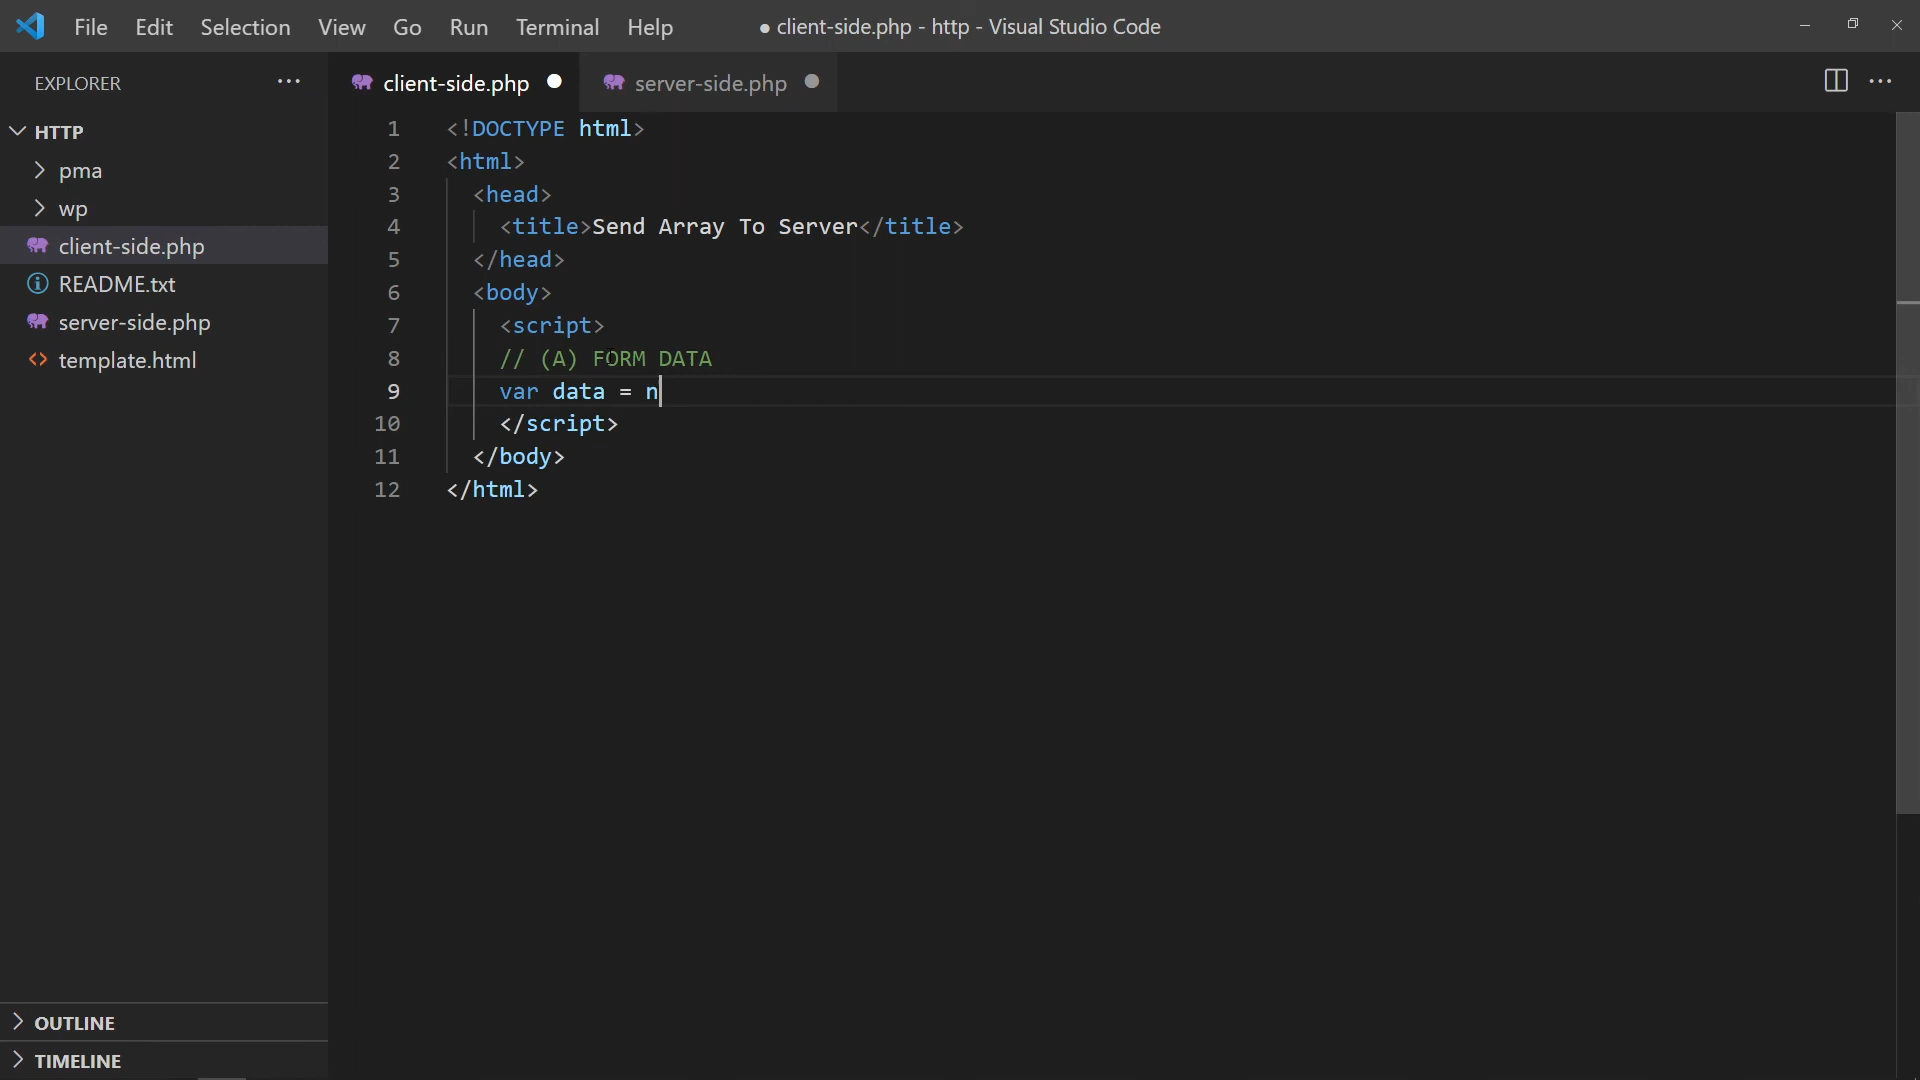 File Edit Selection View Go Run Terminal Help ● client-side.php - http - Visual Studio Code
EXPLORER
HTTP
pma
wp
client-side.php
README.txt
server-side.php
template.html
OUTLINE
TIMELINE
client-side.php server-side.php
1 <!DOCTYPE html>
2 <html>
3 <head>
4 <title>Send Array To Server</title>
5 </head>
6 <body>
7 <script>
8 // (A) FORM DATA
9 var data = n
10 </script>
11 </body>
12 </html>